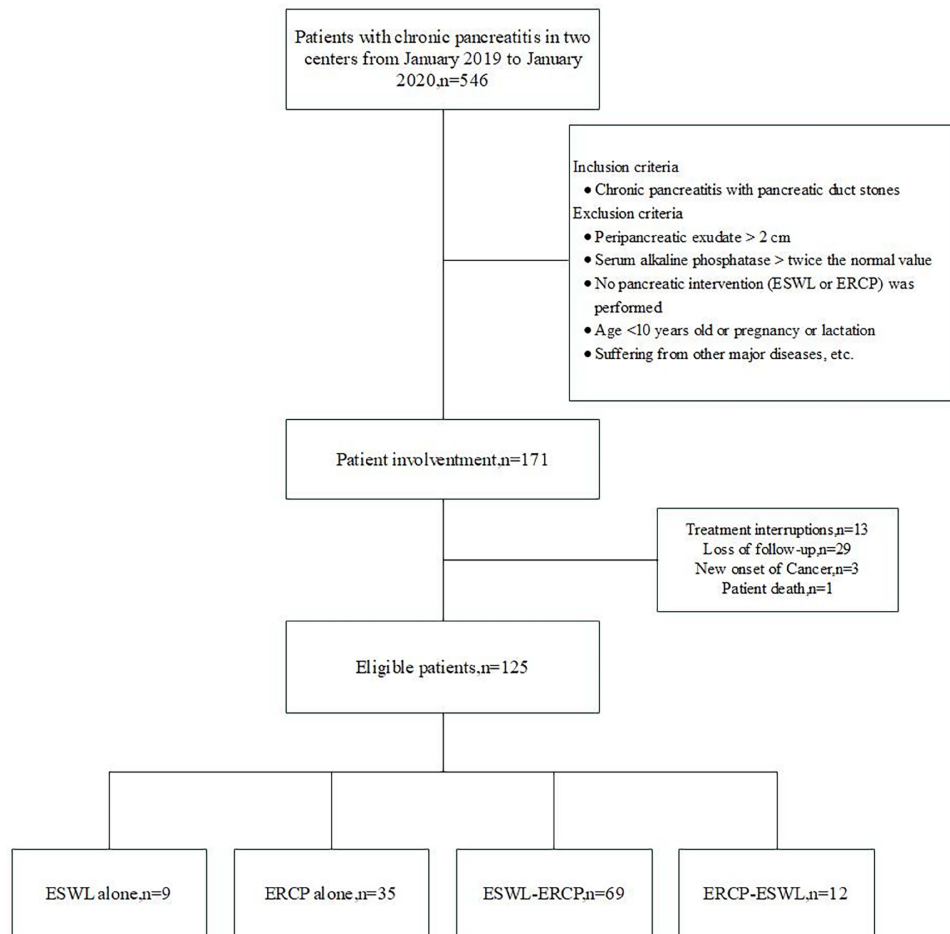 Patients with chronic pancreatitis in two
centers from January 2019 to January
2020,n=546
Inclusion criteria
● Chronic pancreatitis with pancreatic duct stones
Exclusion criteria
● Peripancreatic exudate > 2 cm
● Serum alkaline phosphatase > twice the normal value
● No pancreatic intervention (ESWL or ERCP) was
performed
● Age <10 years old or pregnancy or lactation
● Suffering from other major diseases, etc.
Patient involventment,n=171
Treatment interruptions,n=13
Loss of follow-up,n=29
New onset of Cancer,n=3
Patient death,n=1
Eligible patients,n=125
ESWL alone,n=9
ERCP alone,n=35
ESWL-ERCP,n=69
ERCP-ESWL,n=12